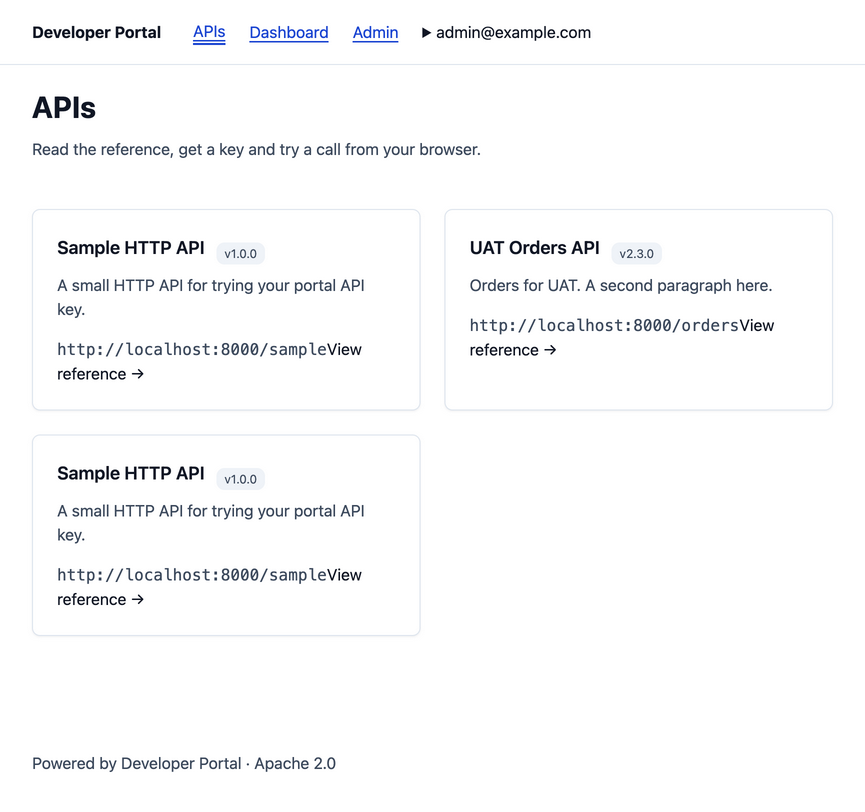 Developer Portal APIs Dashboard Admin ▶ admin@example.com
APIs
Read the reference, get a key and try a call from your browser.
Sample HTTP API v1.0.0
A small HTTP API for trying your portal API
key.
http://localhost:8000/sampleView
reference →
UAT Orders API v2.3.0
Orders for UAT. A second paragraph here.
http://localhost:8000/ordersView
reference →
Sample HTTP API v1.0.0
A small HTTP API for trying your portal API
key.
http://localhost:8000/sampleView
reference →
Powered by Developer Portal · Apache 2.0